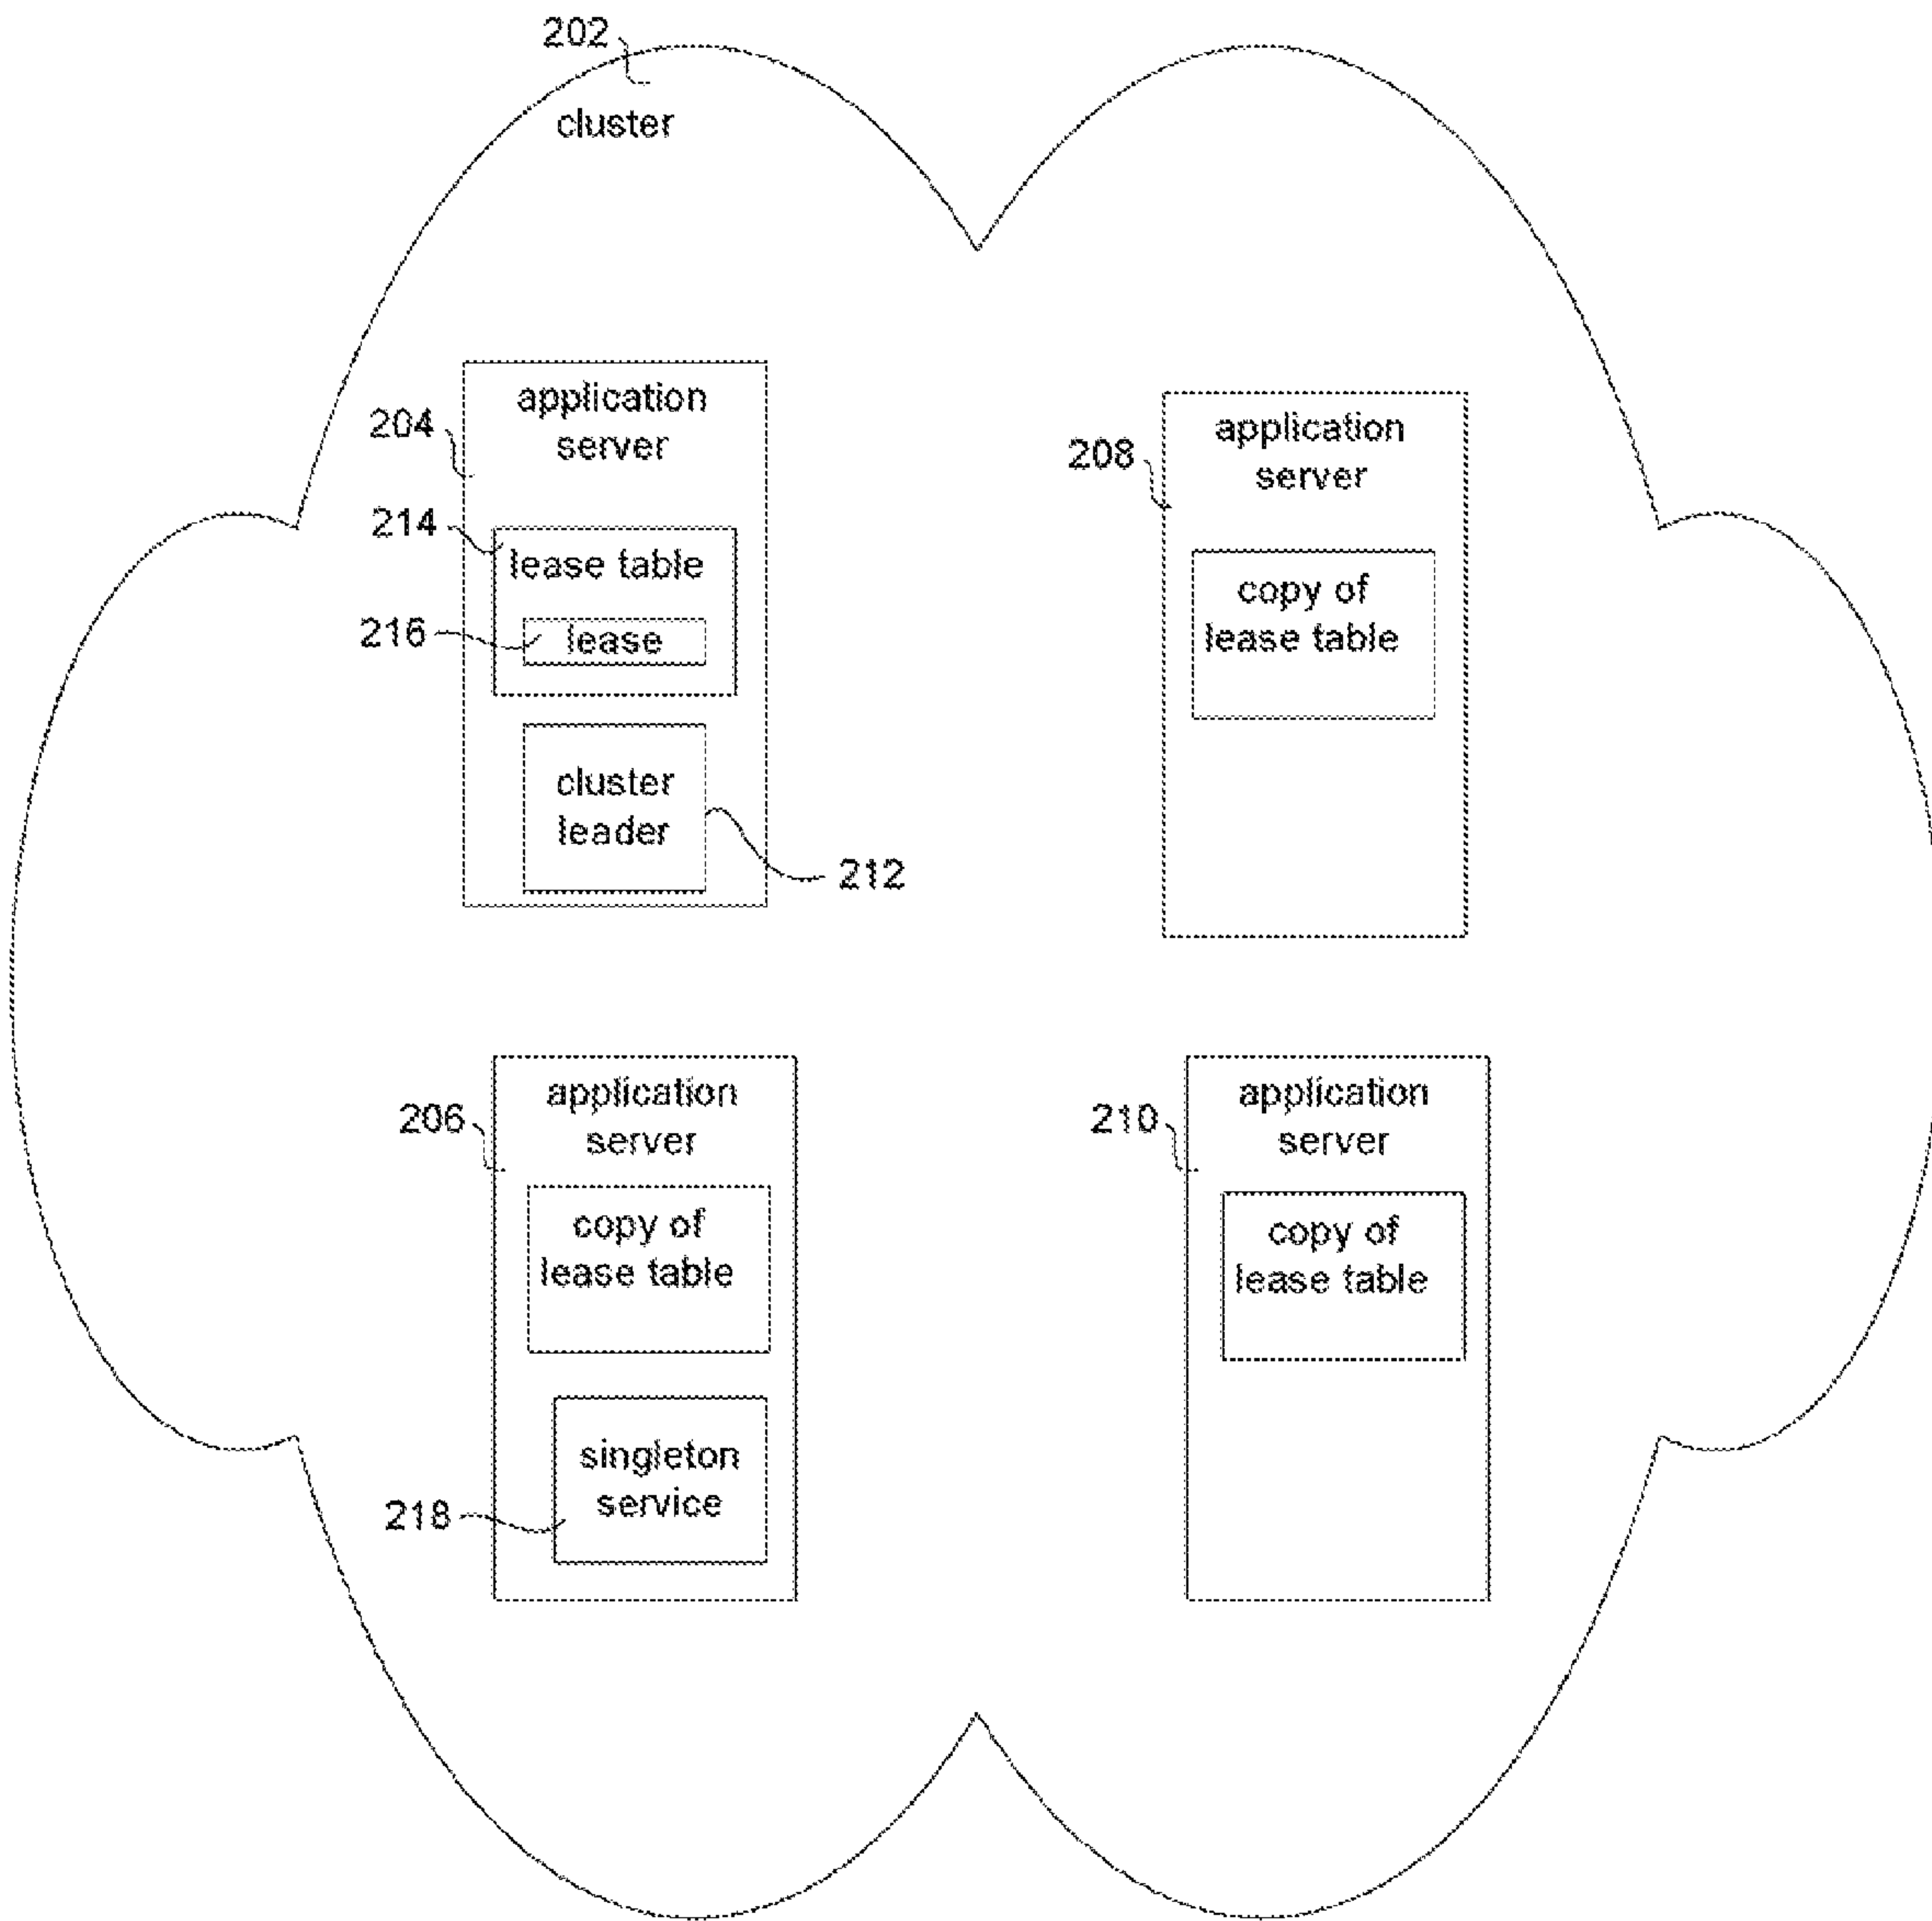 202
cluster
application
server
204
214
lease table
216
lease
cluster
leader
212
application
server
208
copy of
lease table
application
server
206
copy of
lease table
singleton
service
218
application
server
210
copy of
lease table